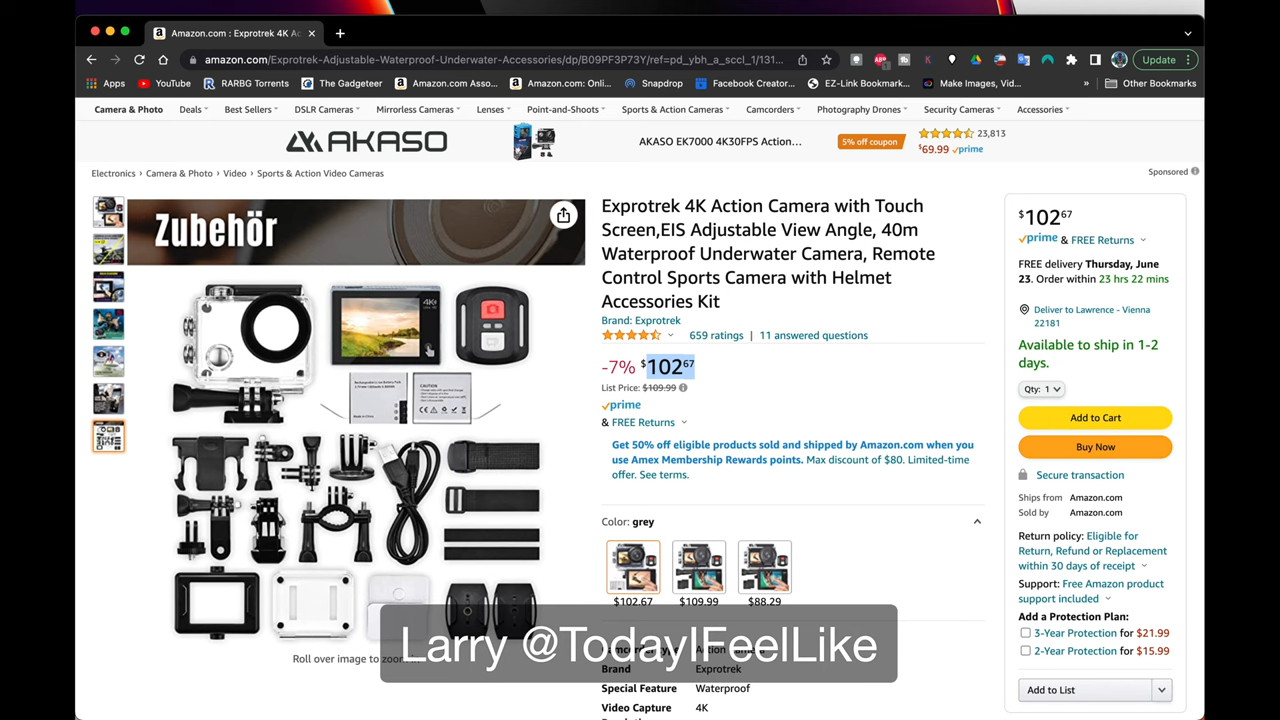 Amazon.com : Exprotrek 4K Ac
amazon.com/Exprotrek-Adjustable-Waterproof-Underwater-Accessories/dp/B09PF3P73Y/ref=pd_ybh_a_sccl_1/131...
Update
Apps YouTube RARBG Torrents The Gadgeteer Amazon.com Asso... Amazon.com: Onli... Snapdrop Facebook Creator... EZ-Link Bookmark... Make Images, Vid... » Other Bookmarks
Camera & Photo Deals Best Sellers DSLR Cameras Mirrorless Cameras Lenses Point-and-Shoots Sports & Action Cameras Camcorders Photography Drones Security Cameras Accessories
AKASO
AKASO EK7000 4K30FPS Action...
5% off coupon
23,813
$69.99 prime
Electronics › Camera & Photo › Video › Sports & Action Video Cameras
Sponsored
Zubehör
4K
CAUTION
Exprotrek 4K Action Camera with Touch
Screen,EIS Adjustable View Angle, 40m
Waterproof Underwater Camera, Remote
Control Sports Camera with Helmet
Accessories Kit
Brand: Exprotrek
659 ratings | 11 answered questions
-7% $102 67
List Price: $109.99
prime
& FREE Returns
Get 50% off eligible products sold and shipped by Amazon.com when you
use Amex Membership Rewards points. Max discount of $80. Limited-time
offer. See terms.
Color: grey
$102.67 $109.99 $88.29
Roll over image to zoom in
Brand Exprotrek
Special Feature Waterproof
Video Capture 4K
$102 67
prime & FREE Returns
FREE delivery Thursday, June
23. Order within 23 hrs 22 mins
Deliver to Lawrence - Vienna
22181
Available to ship in 1-2
days.
Qty: 1
Add to Cart
Buy Now
Secure transaction
Ships from Amazon.com
Sold by Amazon.com
Return policy: Eligible for
Return, Refund or Replacement
within 30 days of receipt
Support: Free Amazon product
support included
Add a Protection Plan:
3-Year Protection for $21.99
2-Year Protection for $15.99
Add to List
Larry @TodayIFeelLike